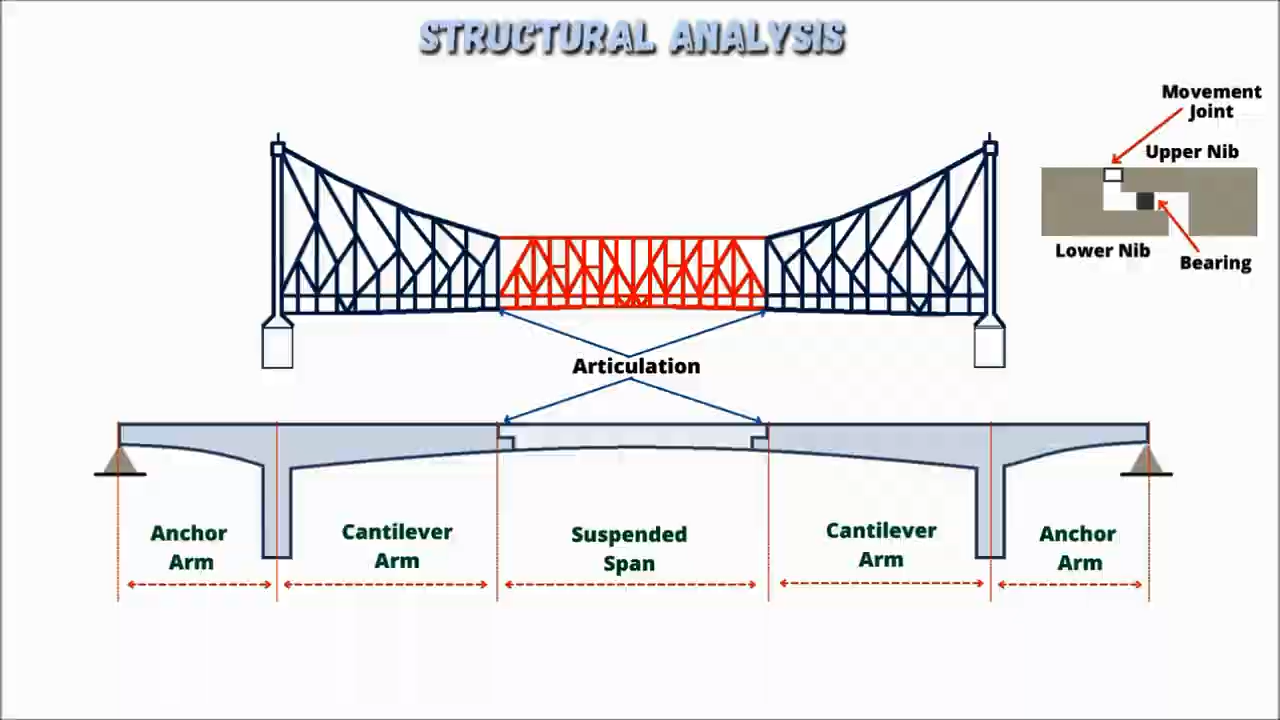 STRUCTURAL ANALYSIS
Movement
Joint
Upper Nib
Lower Nib
Bearing
Articulation
Anchor
Arm
Cantilever
Arm
Suspended
Span
Cantilever
Arm
Anchor
Arm